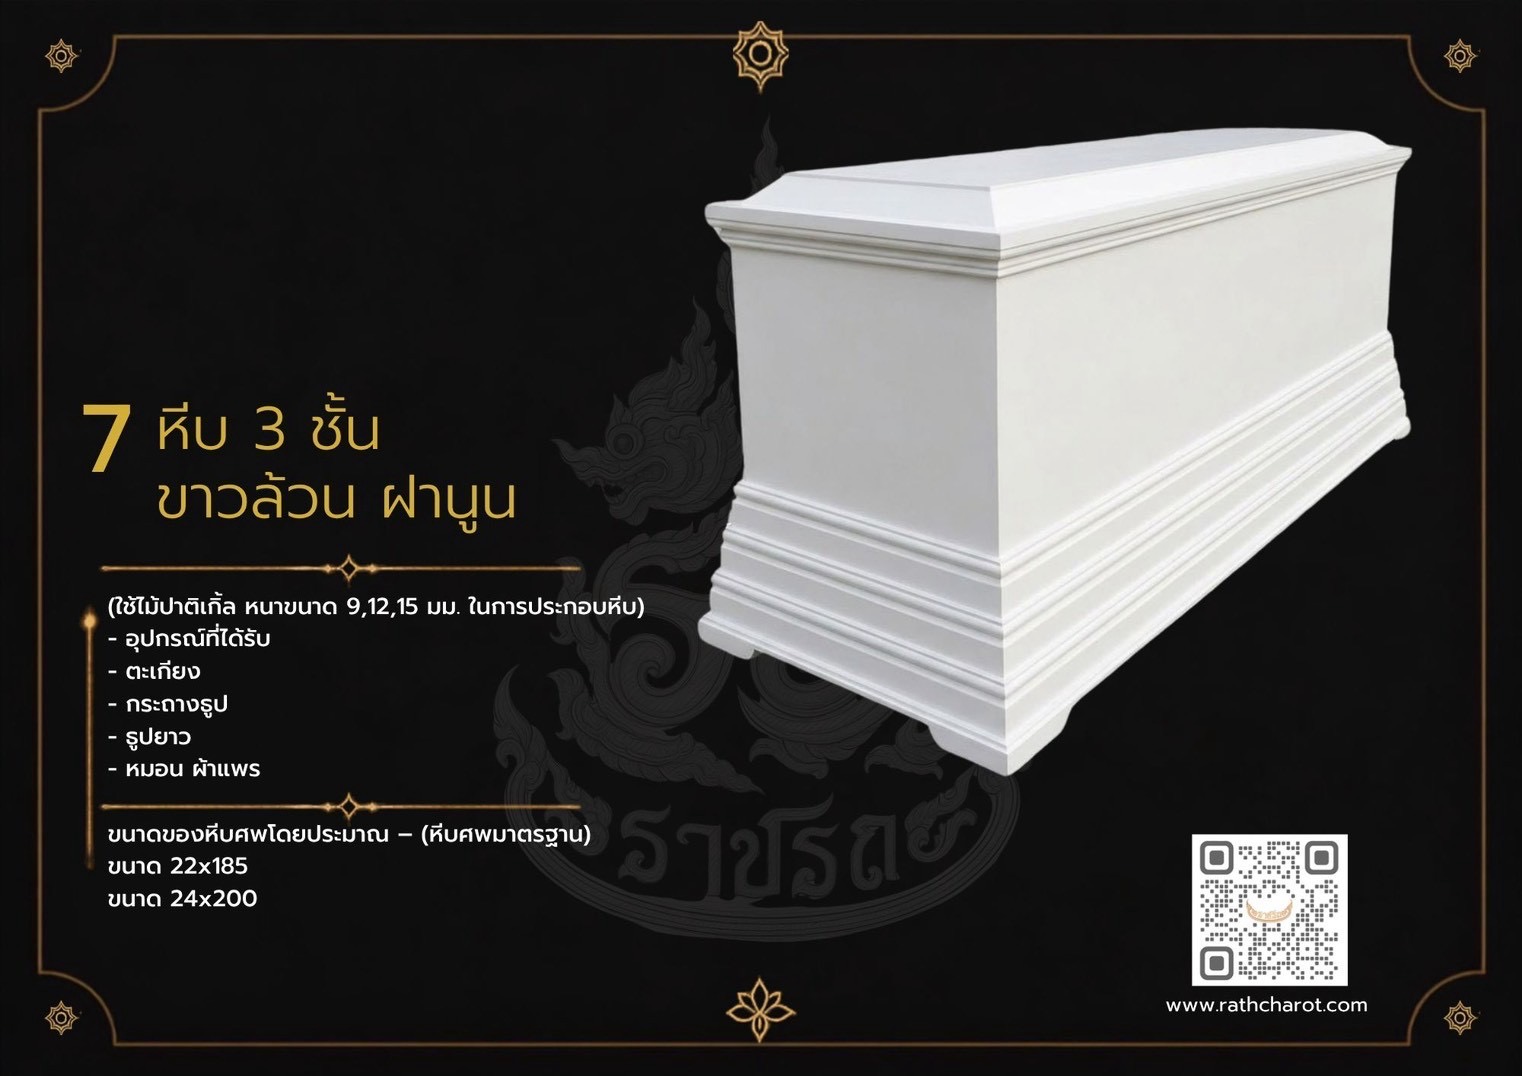 7 หีบ 3 ชั้น
ขาวล้วน ฝานูน
(ใช้ไม้ปาติเกิ้ล หนาขนาด 9,12,15 มม. ในการประกอบหีบ)
- อุปกรณ์ที่ได้รับ
- ตะเกียง
- กระถางธูป
- ธูปยาว
- หมอน ผ้าแพร
ขนาดของหีบศพโดยประมาณ – (หีบศพมาตรฐาน)
ขนาด 22x185
ขนาด 24x200
ราชรถ
www.rathcharot.com